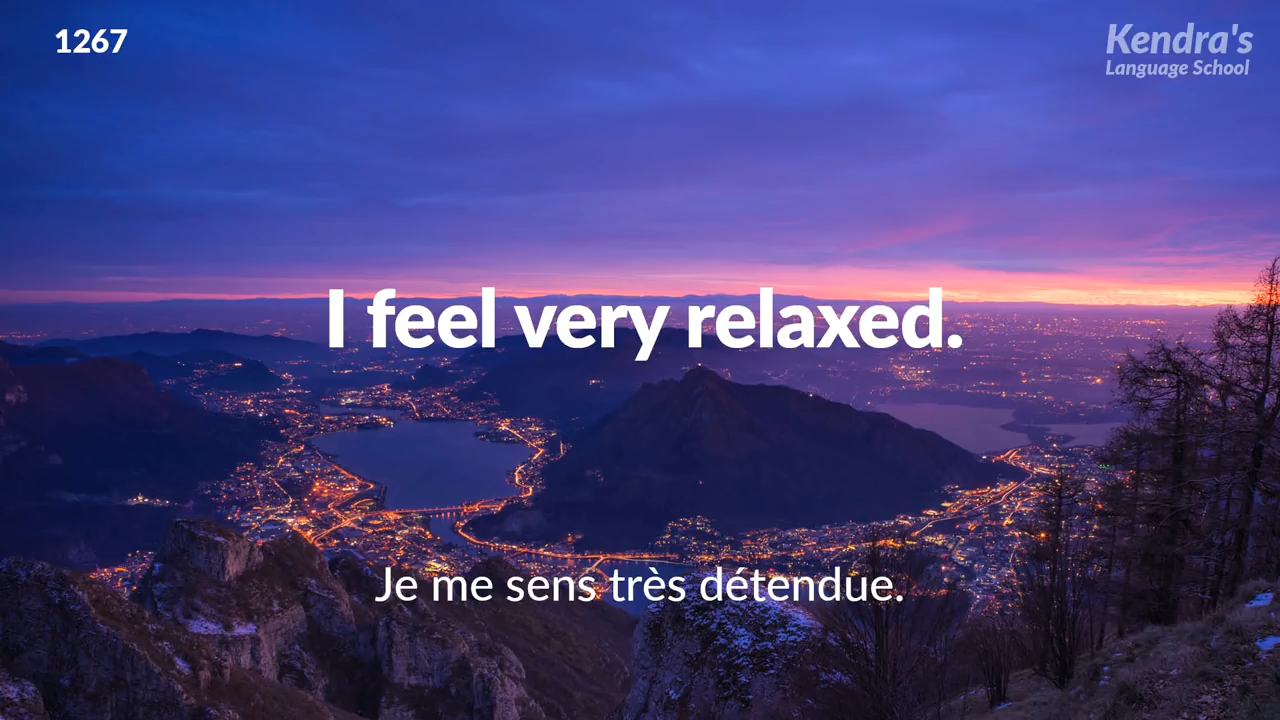 1267
Kendra's
Language School
I feel very relaxed.
Je me sens très détendue.